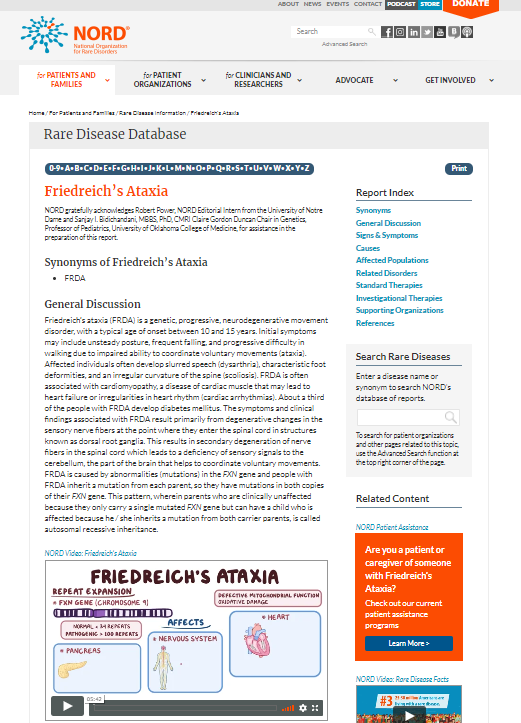 ABOUT NEWS EVENTS CONTACT PODCAST STORE DONATE
NORD®
National Organization
for Rare Disorders
Search
Advanced Search
for PATIENTS AND
FAMILIES
for PATIENT
ORGANIZATIONS
for CLINICIANS AND
RESEARCHERS
ADVOCATE
GET INVOLVED
Home / For Patients and Families / Rare Disease Information / Friedreich's Ataxia
Rare Disease Database
0-9•A•B•C•D•E•F•G•H•I•J•K•L•M•N•O•P•Q•R•S•T•U•V•W•X•Y•Z
Print
Friedreich's Ataxia
NORD gratefully acknowledges Robert Power, NORD Editorial Intern from the University of Notre
Dame and Sanjay I. Bidichandani, MBBS, PhD, CMRI Claire Gordon Duncan Chair in Genetics,
Professor of Pediatrics, University of Oklahoma College of Medicine, for assistance in the
preparation of this report.
Synonyms of Friedreich's Ataxia
• FRDA
General Discussion
Friedreich's ataxia (FRDA) is a genetic, progressive, neurodegenerative movement
disorder, with a typical age of onset between 10 and 15 years. Initial symptoms
may include unsteady posture, frequent falling, and progressive difficulty in
walking due to impaired ability to coordinate voluntary movements (ataxia).
Affected individuals often develop slurred speech (dysarthria), characteristic foot
deformities, and an irregular curvature of the spine (scoliosis). FRDA is often
associated with cardiomyopathy, a disease of cardiac muscle that may lead to
heart failure or irregularities in heart rhythm (cardiac arrhythmias). About a third
of the people with FRDA develop diabetes mellitus. The symptoms and clinical
findings associated with FRDA result primarily from degenerative changes in the
sensory nerve fibers at the point where they enter the spinal cord in structures
known as dorsal root ganglia. This results in secondary degeneration of nerve
fibers in the spinal cord which leads to a deficiency of sensory signals to the
cerebellum, the part of the brain that helps to coordinate voluntary movements.
FRDA is caused by abnormalities (mutations) in the FXN gene and people with
FRDA inherit a mutation from each parent, so they have mutations in both copies
of their FXN gene. This pattern, wherein parents who are clinically unaffected
because they only carry a single mutated FXN gene but can have a child who is
affected because he / she inherits a mutation from both carrier parents, is called
autosomal recessive inheritance.
NORD Video: Friedreich's Ataxia
FRIEDREICH'S ATAXIA
REPEAT EXPANSION
* FXN GENE (CHROMOSOME 9)
NORMAL < 34 REPEATS
PATHOGENIC > 100 REPEATS
AFFECTS
DEFECTIVE MITOCHONDRIAL FUNCTION
OXIDATIVE DAMAGE
* PANCREAS
* NERVOUS SYSTEM
* HEART
05:42
Report Index
Synonyms
General Discussion
Signs & Symptoms
Causes
Affected Populations
Related Disorders
Standard Therapies
Investigational Therapies
Supporting Organizations
References
Search Rare Diseases
Enter a disease name or
synonym to search NORD's
database of reports.
To search for patient organizations
and other pages related to this topic,
use the Advanced Search function at
the top right corner of the page.
Related Content
NORD Patient Assistance
Are you a patient or
caregiver of someone
with Friedreich's
Ataxia?
Check out our current
patient assistance
programs
Learn More >
NORD Video: Rare Disease Facts
#3